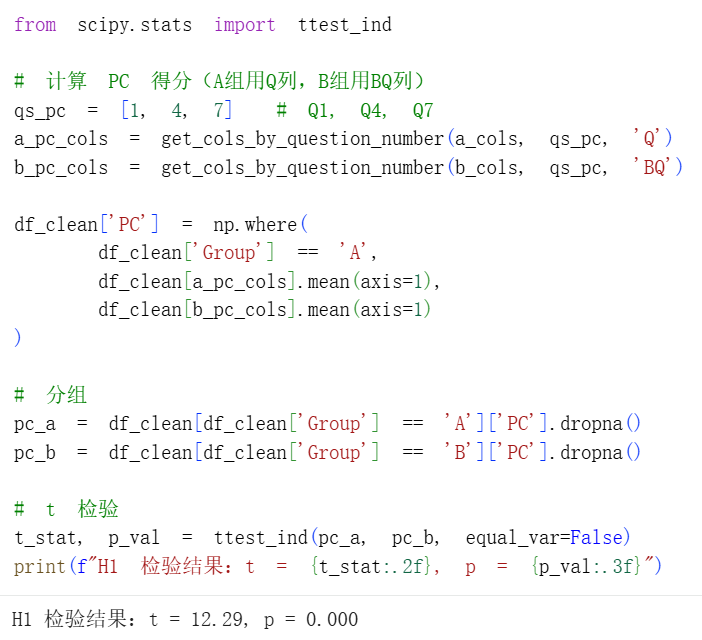 from scipy.stats import ttest_ind
# 计算 PC 得分（A组用Q列，B组用BQ列）
qs_pc = [1, 4, 7]  # Q1, Q4, Q7
a_pc_cols = get_cols_by_question_number(a_cols, qs_pc, 'Q')
b_pc_cols = get_cols_by_question_number(b_cols, qs_pc, 'BQ')
df_clean['PC'] = np.where(
    df_clean['Group'] == 'A',
    df_clean[a_pc_cols].mean(axis=1),
    df_clean[b_pc_cols].mean(axis=1)
)
# 分组
pc_a = df_clean[df_clean['Group'] == 'A']['PC'].dropna()
pc_b = df_clean[df_clean['Group'] == 'B']['PC'].dropna()
# t 检验
t_stat, p_val = ttest_ind(pc_a, pc_b, equal_var=False)
print(f"H1 检验结果：t = {t_stat:.2f}, p = {p_val:.3f}")
H1 检验结果：t = 12.29, p = 0.000